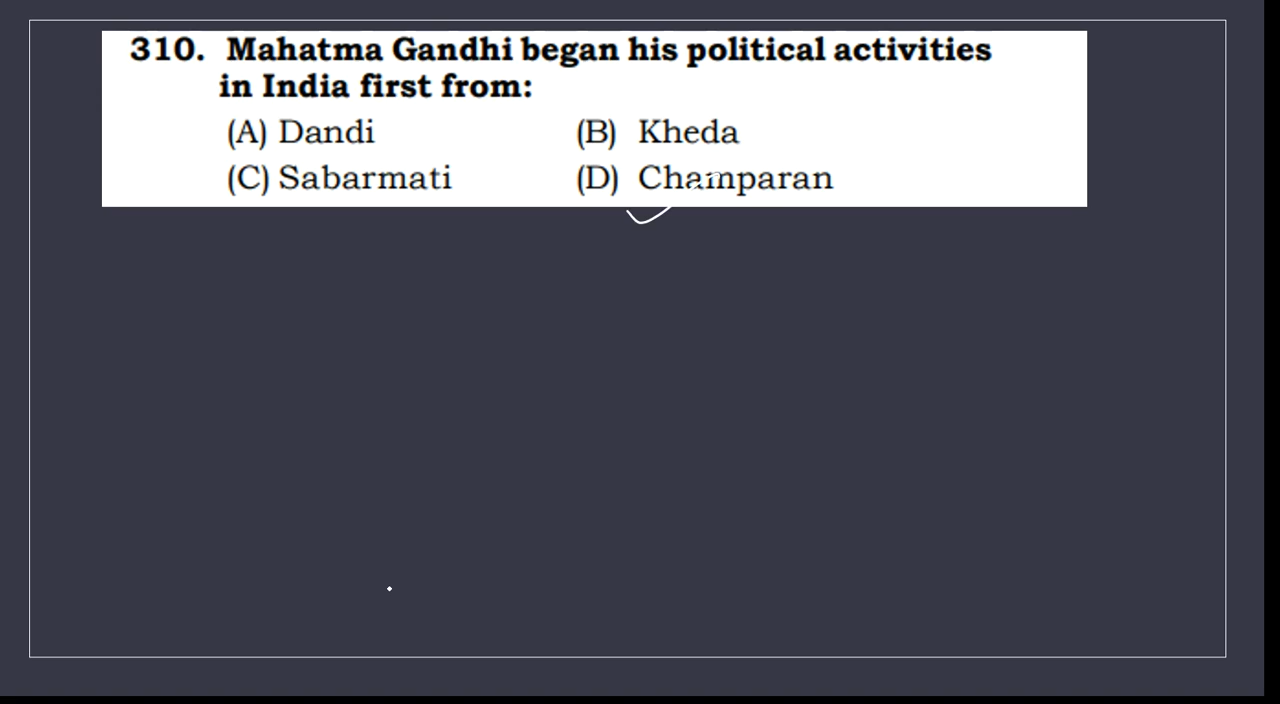 310. Mahatma Gandhi began his political activities
in India first from:
(A) Dandi (B) Kheda
(C) Sabarmati (D) Champaran